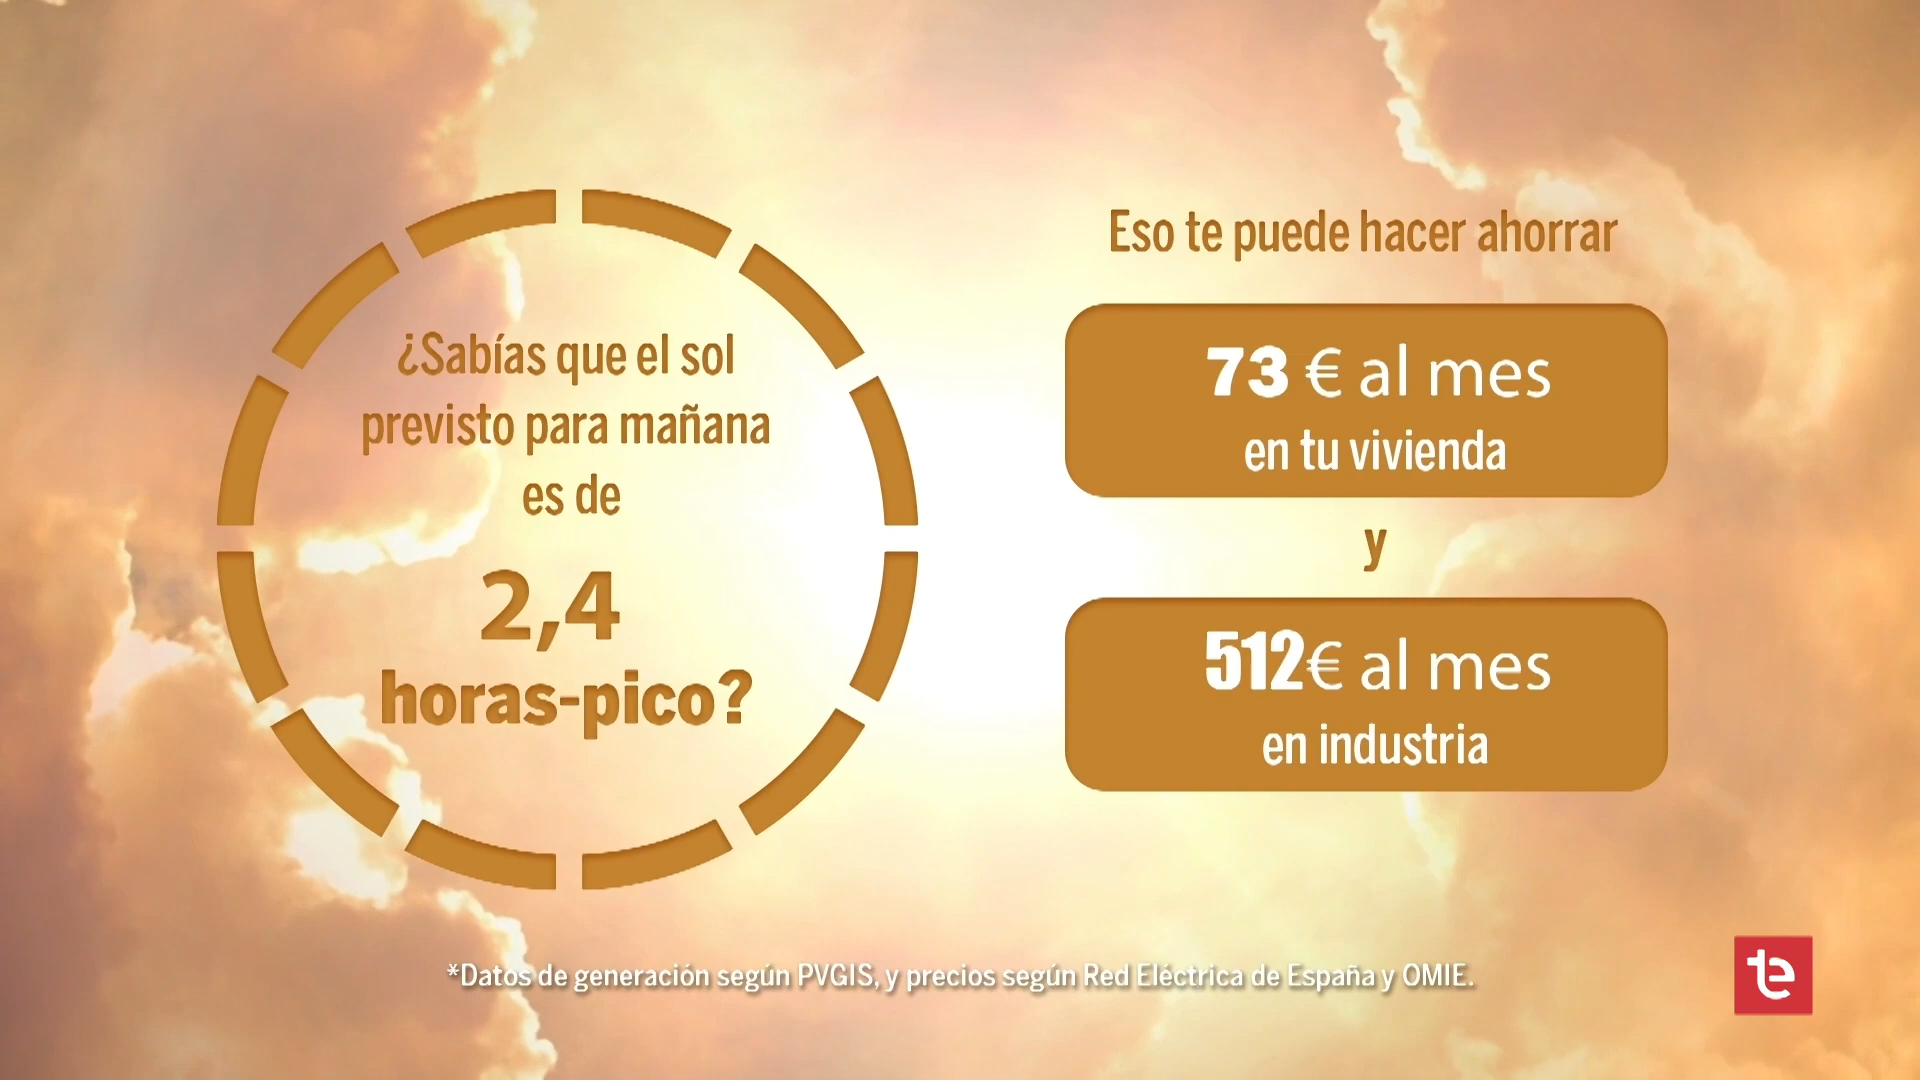 ¿Sabías que el sol
previsto para mañana
es de
2,4
horas-pico?
Eso te puede hacer ahorrar
73 € al mes
en tu vivienda
y
512€ al mes
en industria
*Datos de generación según PVGIS, y precios según Red Eléctrica de España y OMIE.
te